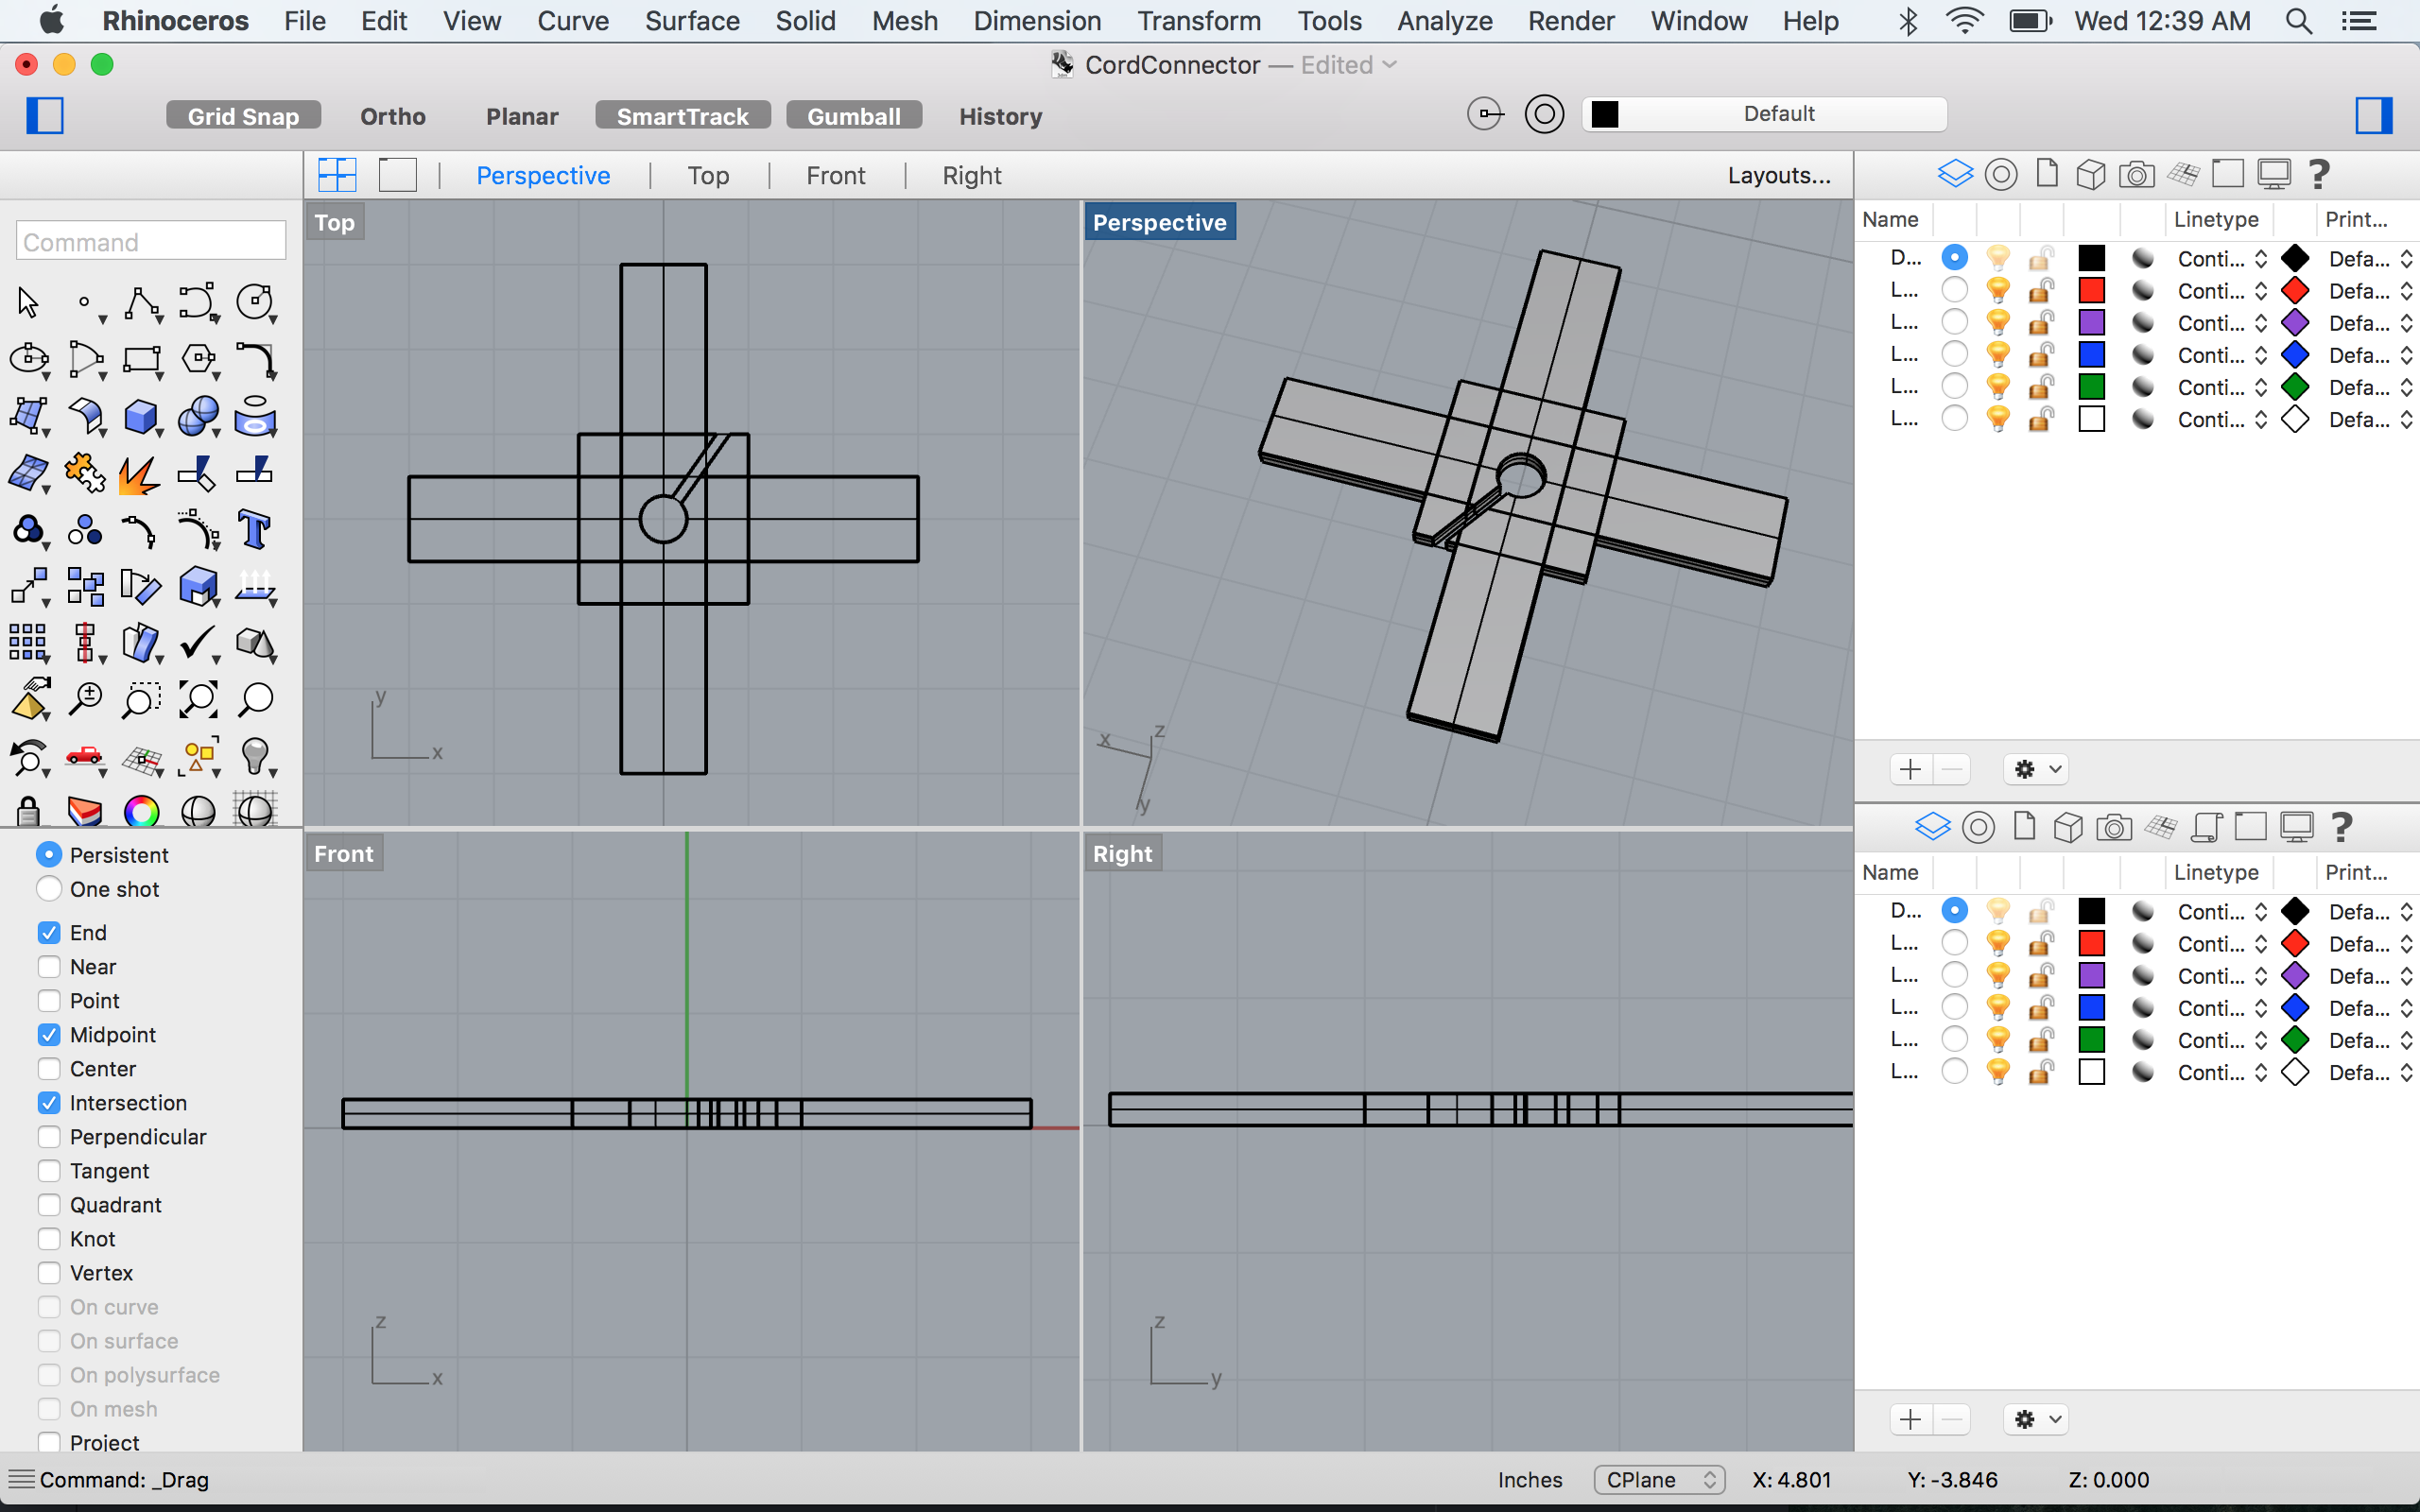 Rhinoceros File Edit View Curve Surface Solid Mesh Dimension Transform Tools Analyze Render Window Help Wed 12:39 AM
CordConnector — Edited
Grid Snap Ortho Planar SmartTrack Gumball History Default
Perspective Top Front Right Layouts...
Command
Top
Perspective
y
x
x
z
y
Front
Right
z
x
z
y
Name Linetype Print...
D... Conti... Defa...
L... Conti... Defa...
L... Conti... Defa...
L... Conti... Defa...
L... Conti... Defa...
L... Conti... Defa...
?
Name Linetype Print...
D... Conti... Defa...
L... Conti... Defa...
L... Conti... Defa...
L... Conti... Defa...
L... Conti... Defa...
L... Conti... Defa...
?
Persistent
One shot
End
Near
Point
Midpoint
Center
Intersection
Perpendicular
Tangent
Quadrant
Knot
Vertex
On curve
On surface
On polysurface
On mesh
Project
Command: _Drag Inches CPlane X: 4.801 Y: -3.846 Z: 0.000